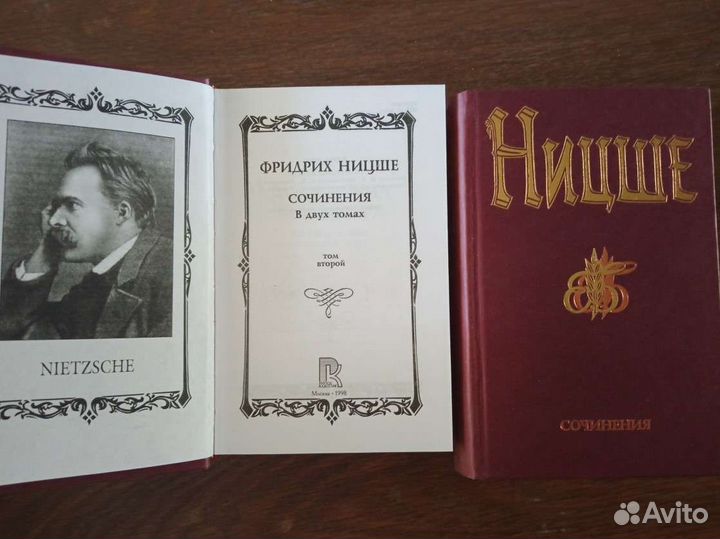 NIETZSCHE
ФРИДРИХ НИЦШЕ
СОЧИНЕНИЯ
В двух томах
том
второй
Москва • 1998
Ницше
СОЧИНЕНИЯ
Avito